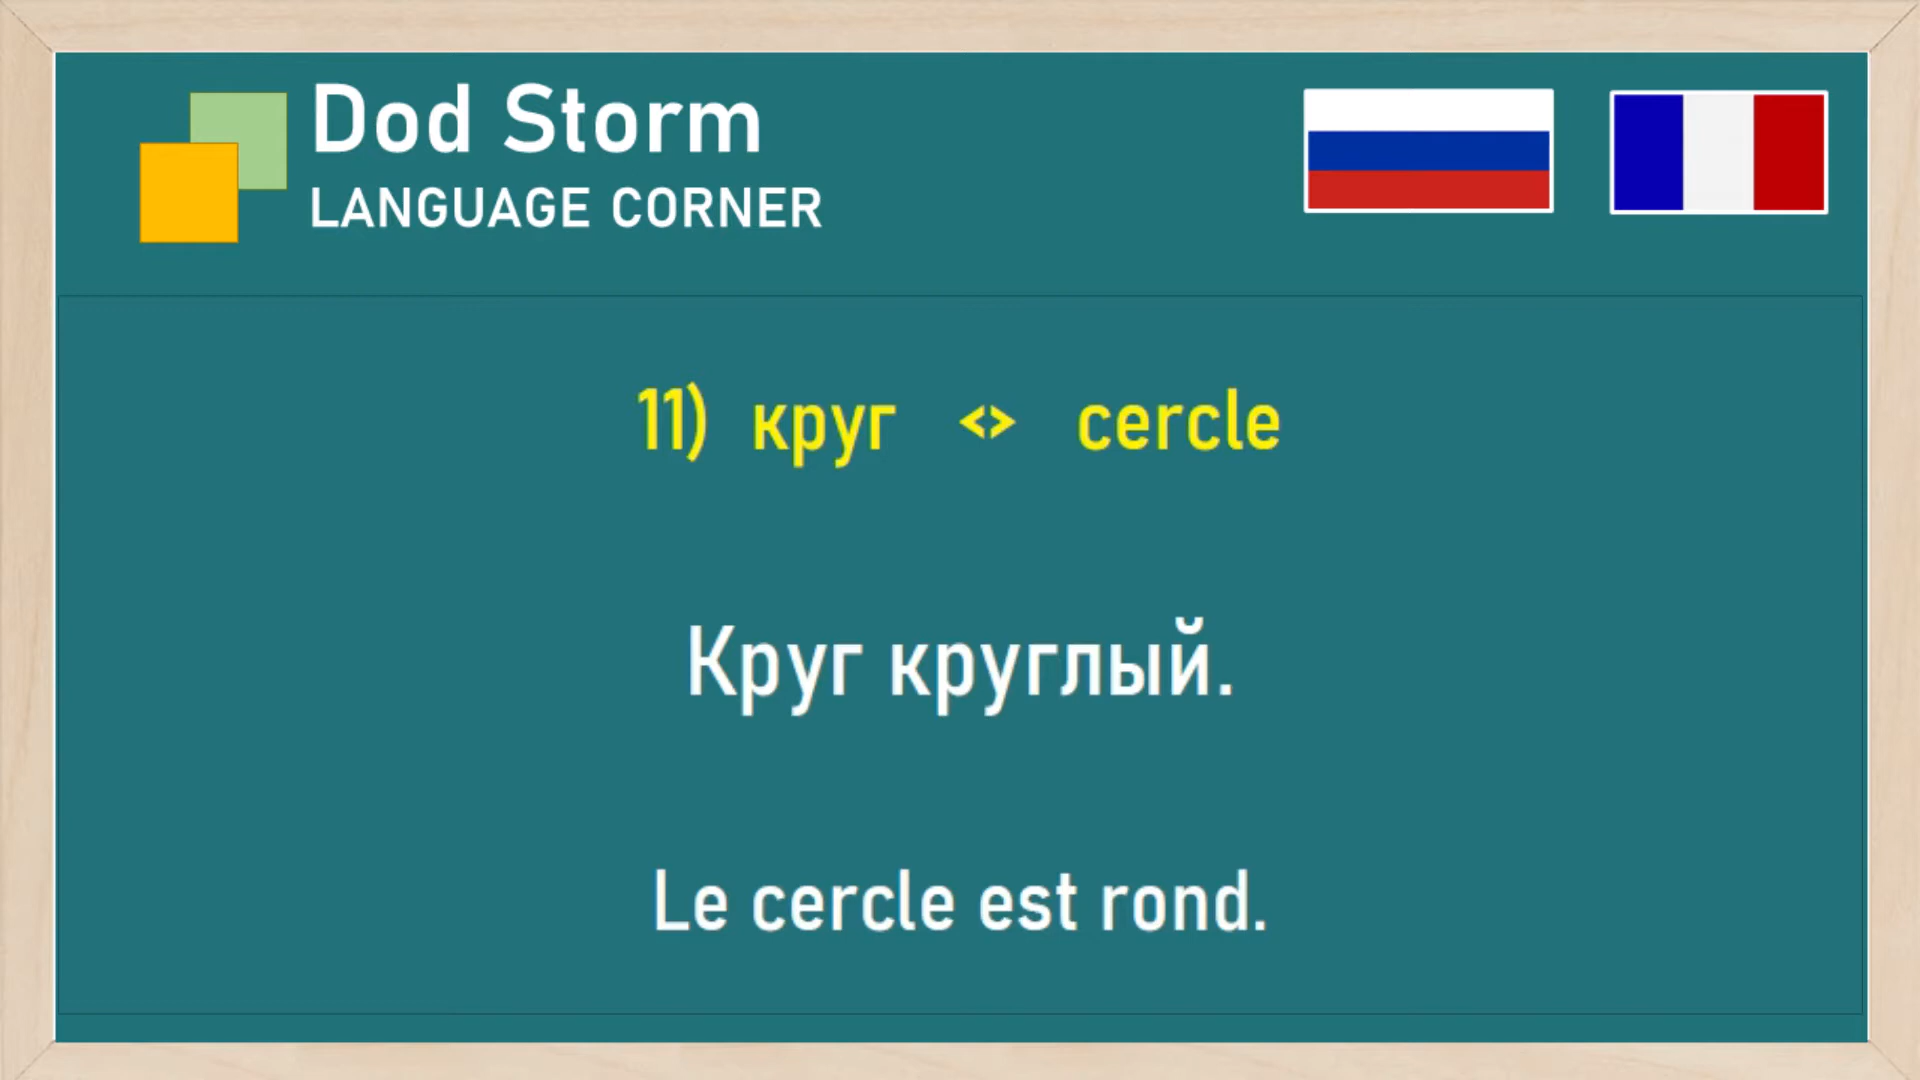 Dod Storm
LANGUAGE CORNER
11) круг <> cercle
Круг круглый.
Le cercle est rond.